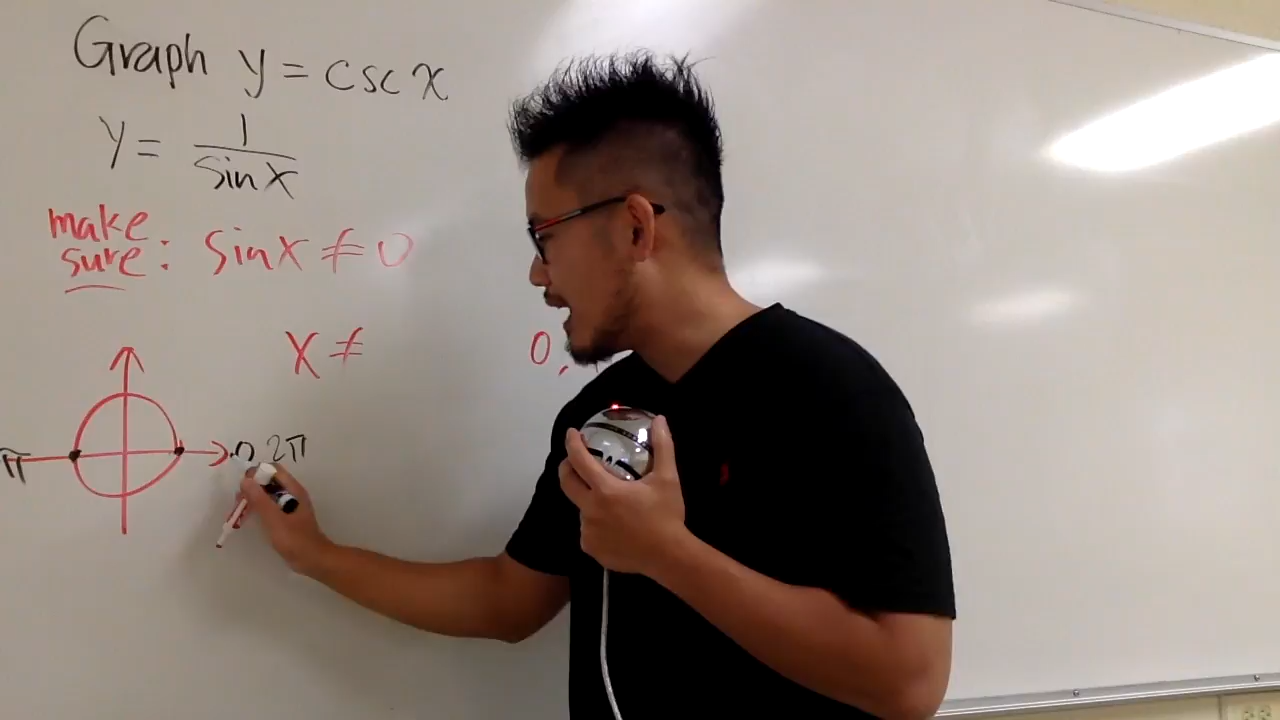 Graph y = csc x
y = 1/sin x
make sure: sin x ≠ 0
x ≠ 0,
π 0, 2π